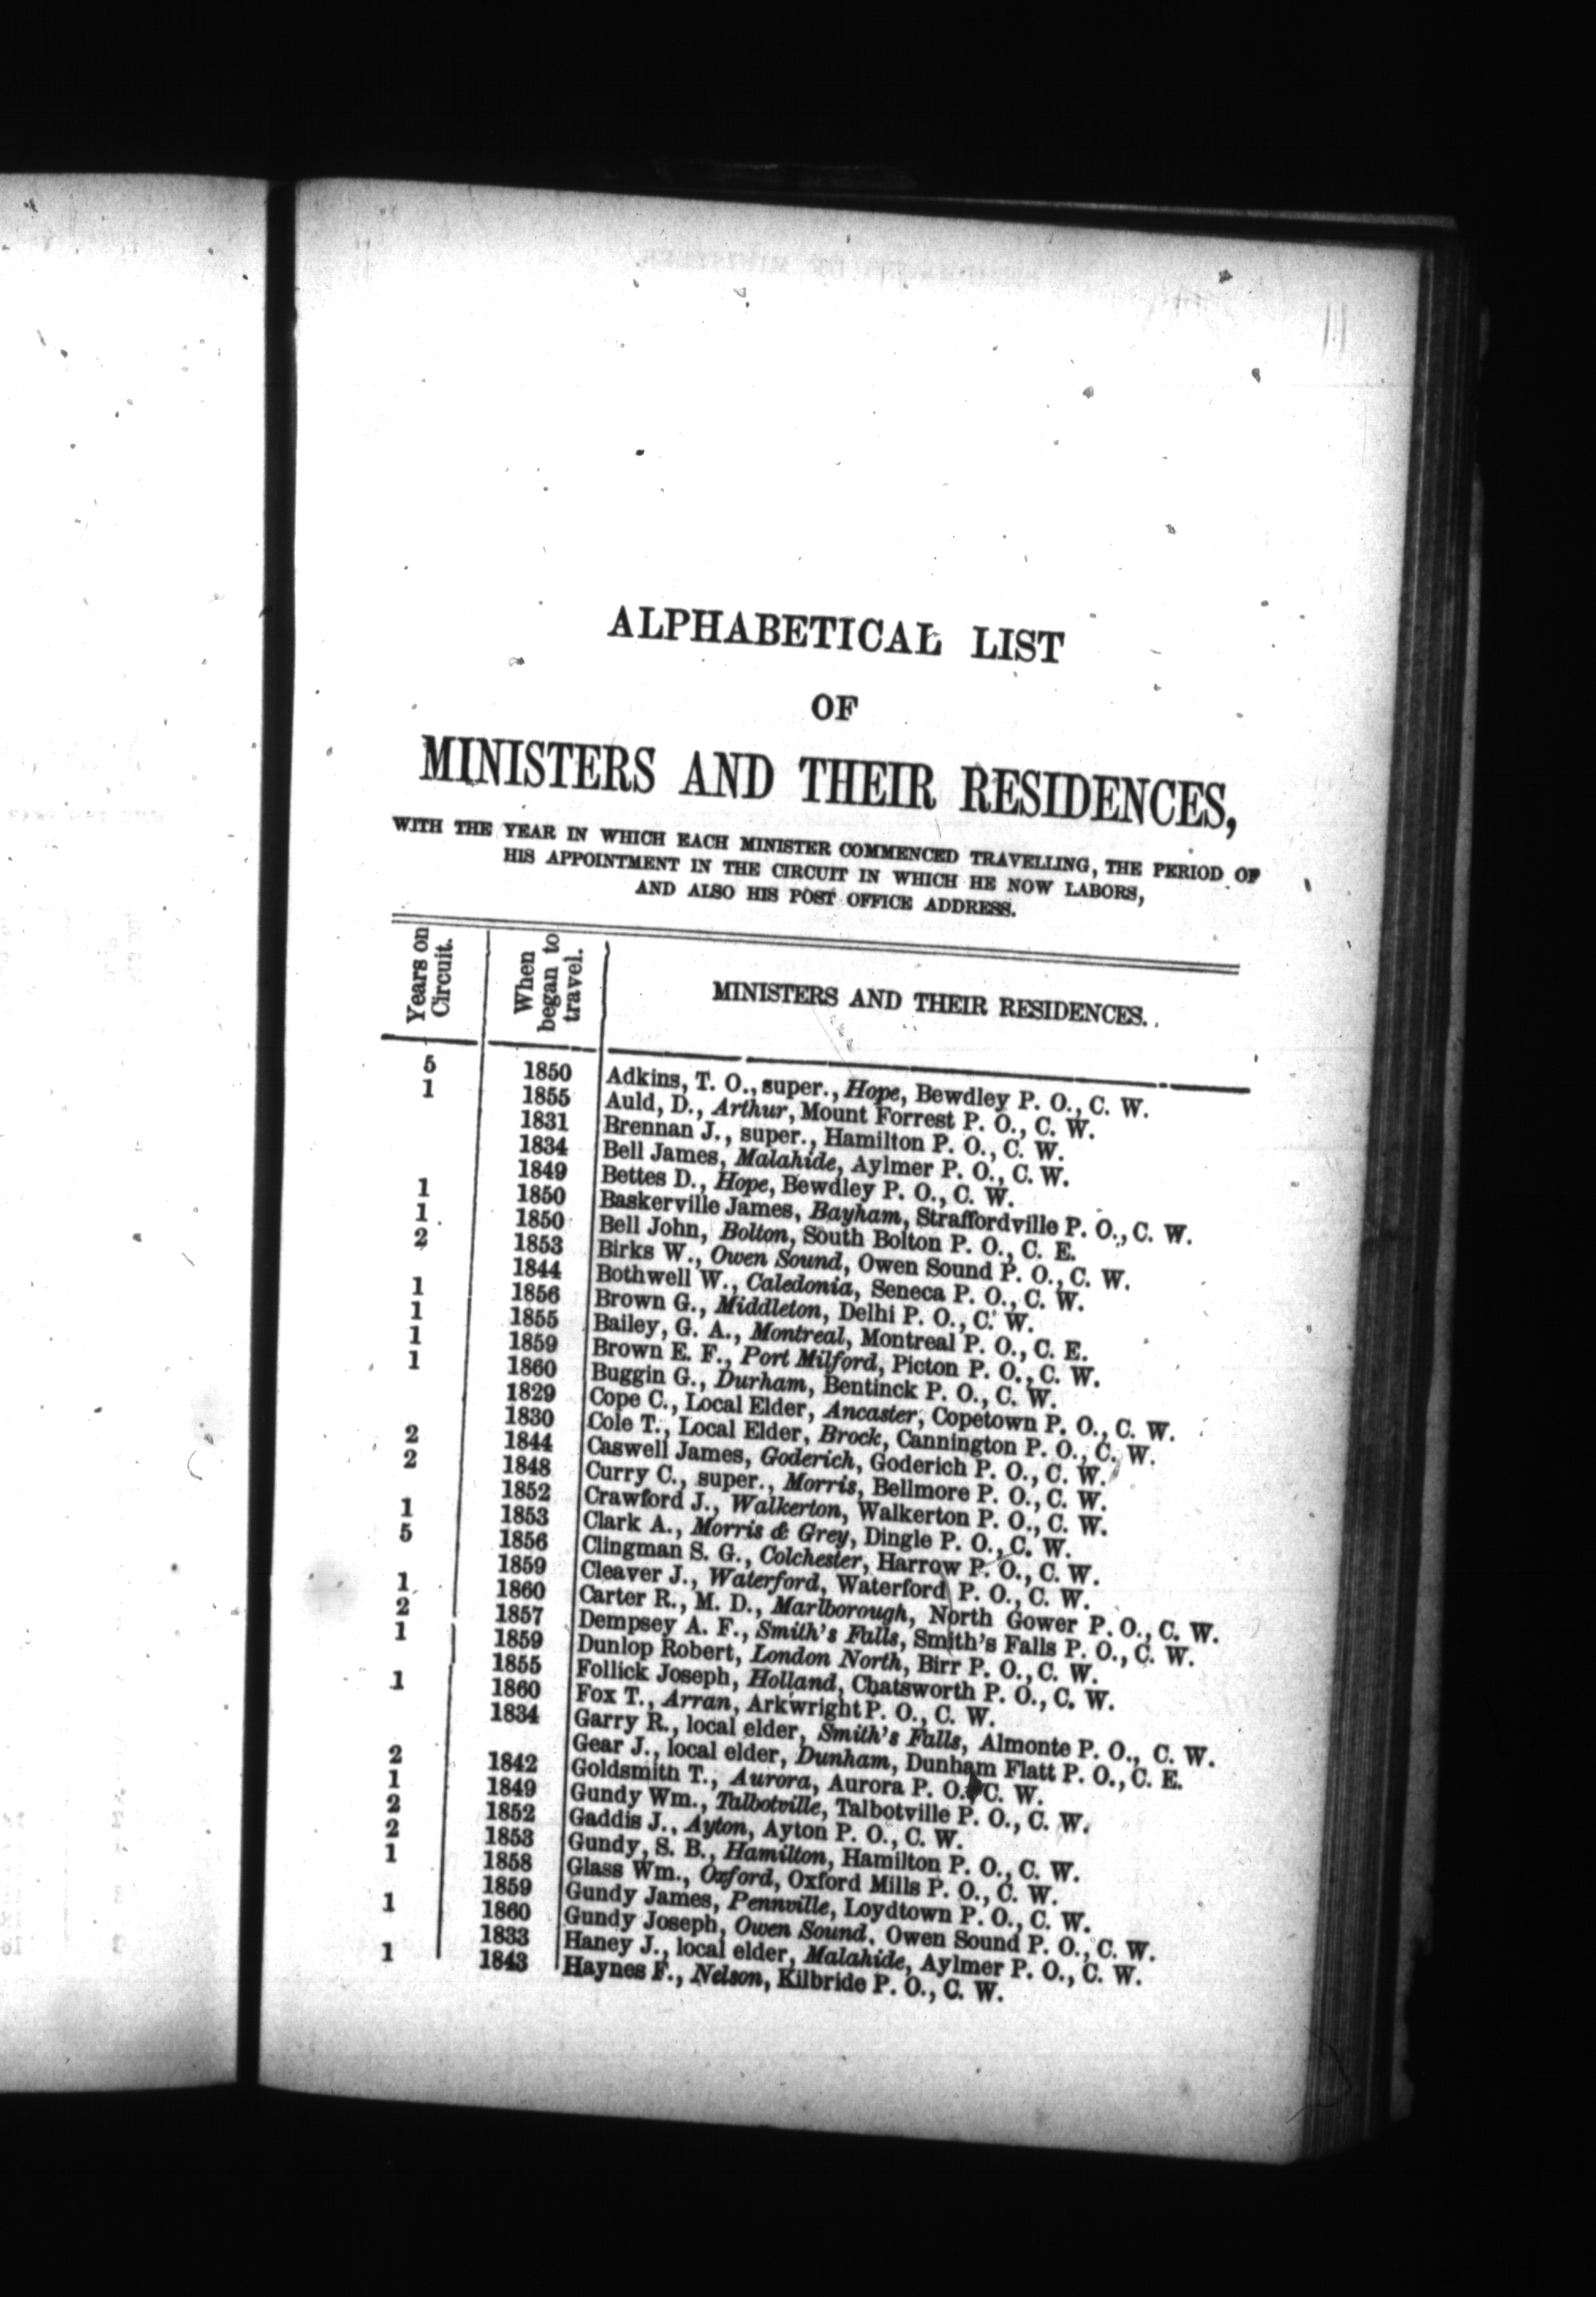 ALPHABETICAL LIST
OF
MINISTERS AND THEIR RESIDENCES,
WITH THE YEAR IN WHICH EACH MINISTER COMMENCED TRAVELLING, THE PERIOD OF
HIS APPOINTMENT IN THE CIRCUIT IN WHICH HE NOW LABORS,
AND ALSO HIS POST OFFICE ADDRESS.
Years on
Circuit.
When
began to
travel.
MINISTERS AND THEIR RESIDENCES.
5 1850 Adkins, T. O., super., Hope, Bewdley P. O., C. W.
1 1855 Auld, D., Arthur, Mount Forrest P. O., C. W.
1831 Brennan J., super., Hamilton P. O., C. W.
1834 Bell James, Malahide, Aylmer P. O., C. W.
1849 Bettes D., Hope, Bewdley P. O., C. W.
1 1850 Baskerville James, Bayham, Straffordville P. O., C. W.
1 1850 Bell John, Bolton, South Bolton P. O., C. E.
2 1853 Birks W., Owen Sound, Owen Sound P. O., C. W.
1844 Bothwell W., Caledonia, Seneca P. O., C. W.
1 1856 Brown G., Middleton, Delhi P. O., C. W.
1 1855 Bailey, G. A., Montreal, Montreal P. O., C. E.
1 1859 Brown E. F., Port Milford, Picton P. O., C. W.
1 1860 Buggin G., Durham, Bentinck P. O., C. W.
1829 Cope C., Local Elder, Ancaster, Copetown P. O., C. W.
1830 Cole T., Local Elder, Brock, Cannington P. O., C. W.
2 1844 Caswell James, Goderich, Goderich P. O., C. W.
2 1848 Curry C., super., Morris, Bellmore P. O., C. W.
1852 Crawford J., Walkerton, Walkerton P. O., C. W.
1 1853 Clark A., Morris & Grey, Dingle P. O., C. W.
5 1856 Clingman S. G., Colchester, Harrow P. O., C. W.
1859 Cleaver J., Waterford, Waterford P. O., C. W.
1 1860 Carter R., M. D., Marlborough, North Gower P. O., C. W.
2 1857 Dempsey A. F., Smith's Falls, Smith's Falls P. O., C. W.
1 1859 Dunlop Robert, London North, Birr P. O., C. W.
1855 Follick Joseph, Holland, Chatsworth P. O., C. W.
1 1860 Fox T., Arran, Arkwright P. O., C. W.
1834 Garry R., local elder, Smith's Falls, Almonte P. O., C. W.
Gear J., local elder, Dunham, Dunham Flatt P. O., C. E.
2 1842 Goldsmith T., Aurora, Aurora P. O., C. W.
1 1849 Gundy Wm., Talbotville, Talbotville P. O., C. W.
2 1852 Gaddis J., Ayton, Ayton P. O., C. W.
2 1853 Gundy, S. B., Hamilton, Hamilton P. O., C. W.
1 1858 Glass Wm., Oxford, Oxford Mills P. O., C. W.
1859 Gundy James, Pennville, Loydtown P. O., C. W.
1 1860 Gundy Joseph, Owen Sound, Owen Sound P. O., C. W.
1833 Haney J., local elder, Malahide, Aylmer P. O., C. W.
1 1843 Haynes F., Nelson, Kilbride P. O., C. W.